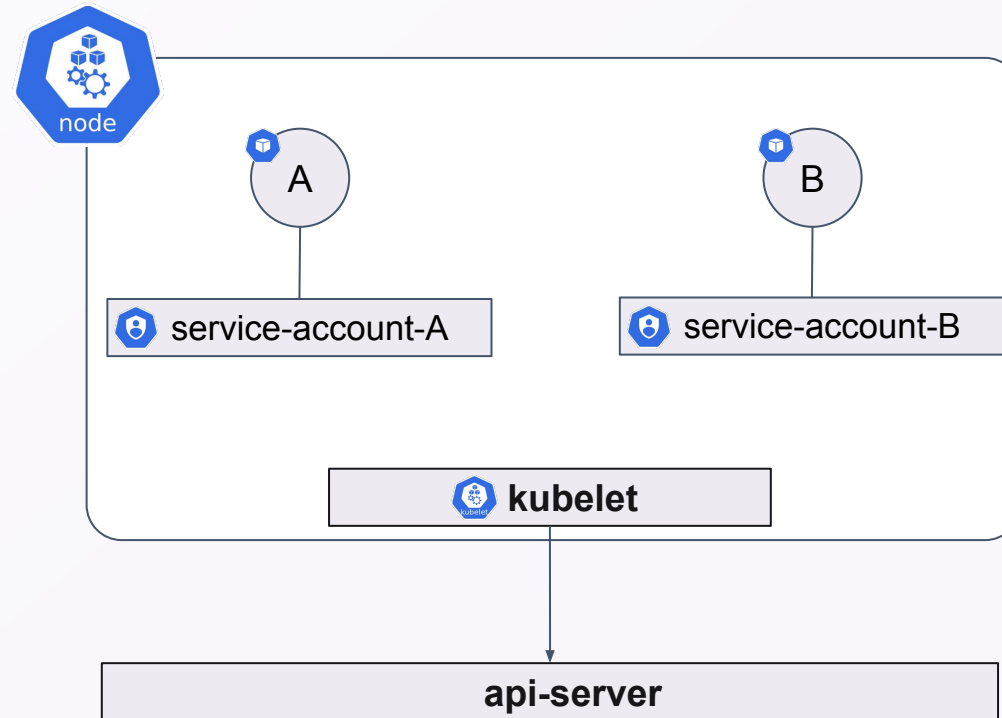 node
A
B
service-account-A
service-account-B
kubelet
kubelet
api-server